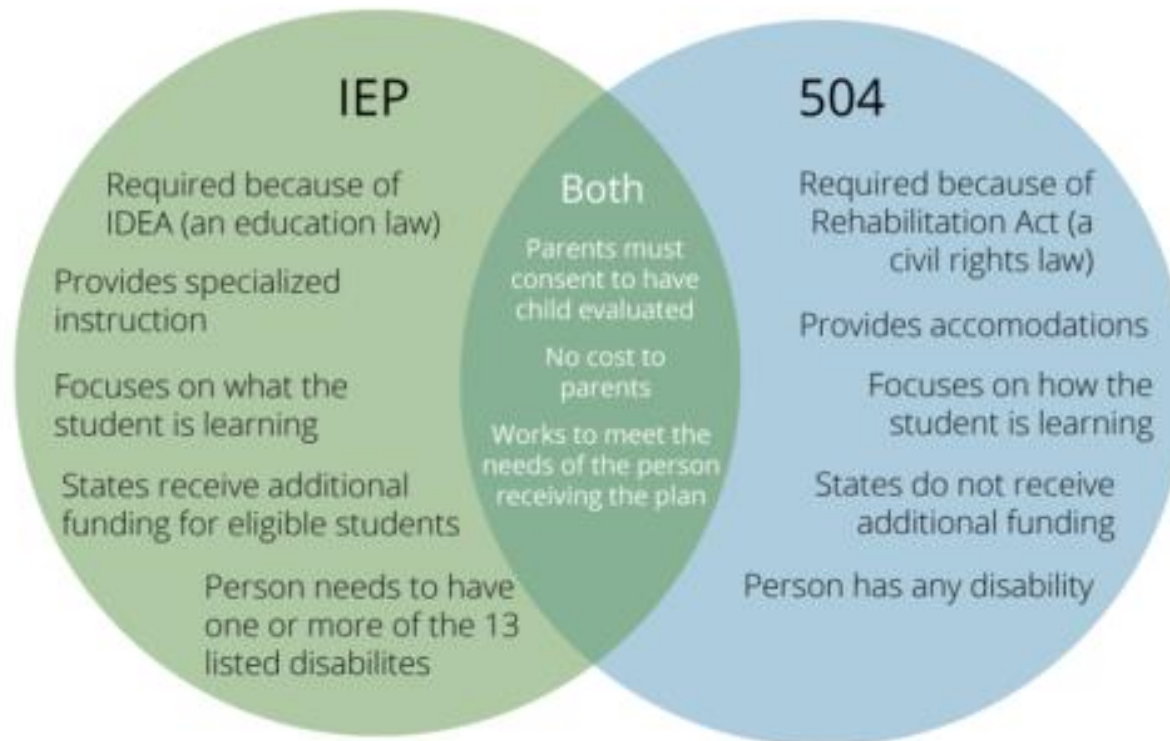 IEP
Required because of
IDEA (an education law)
Provides specialized
instruction
Focuses on what the
student is learning
States receive additional
funding for eligible students
Person needs to have
one or more of the 13
listed disabilites
Both
Parents must
consent to have
child evaluated
No cost to
parents
Works to meet the
needs of the person
receiving the plan
504
Required because of
Rehabilitation Act (a
civil rights law)
Provides accomodations
Focuses on how the
student is learning
States do not receive
additional funding
Person has any disability